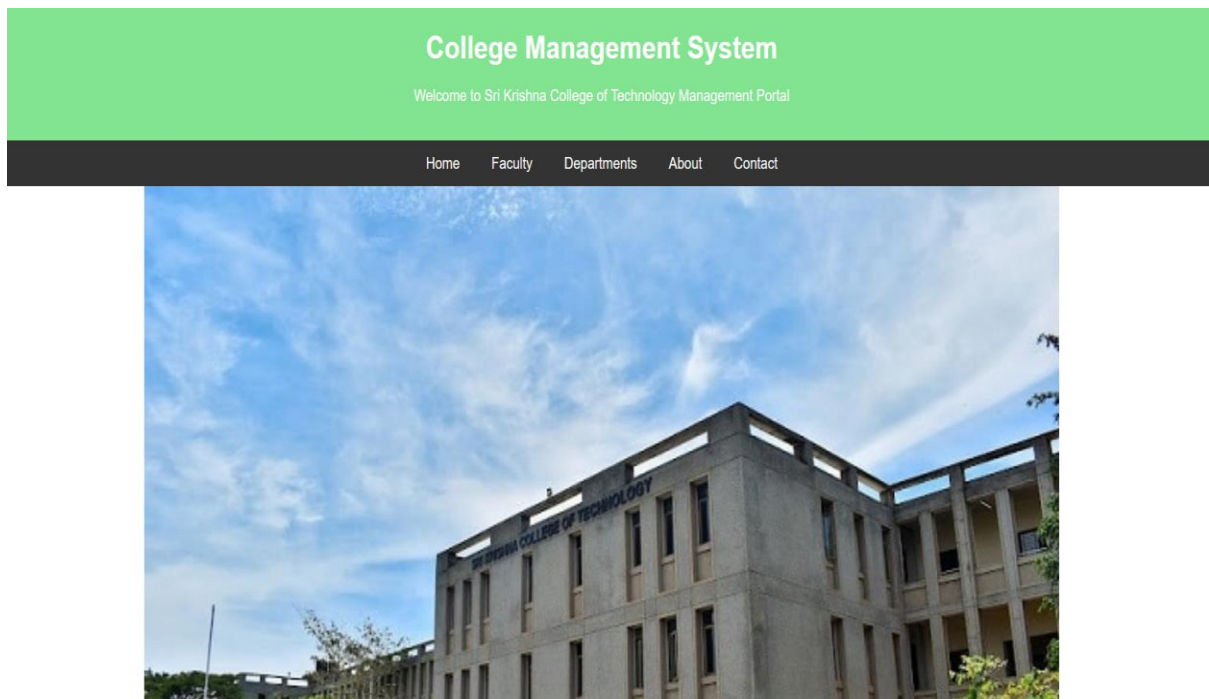 College Management System
Welcome to Sri Krishna College of Technology Management Portal
Home Faculty Departments About Contact
SRI KRISHNA COLLEGE OF TECHNOLOGY